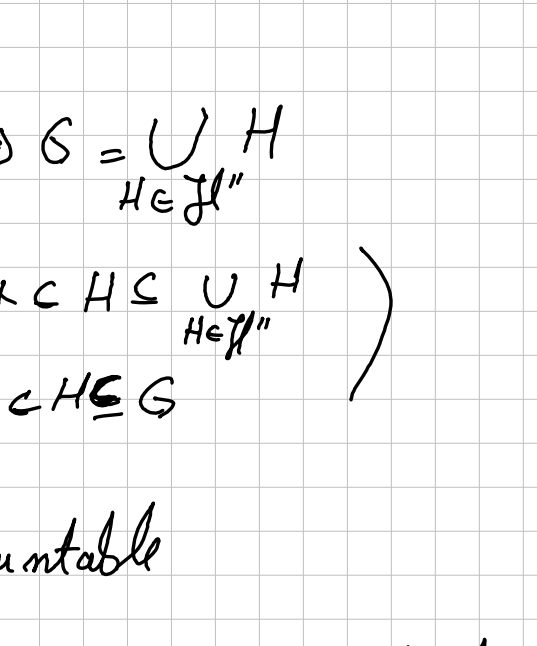 G = ⋃ H
H ∈ ℋ″
⊂ H ⊆ ∪ H )
H ∈ ℋ″
⊂ H ⊆ G
untable